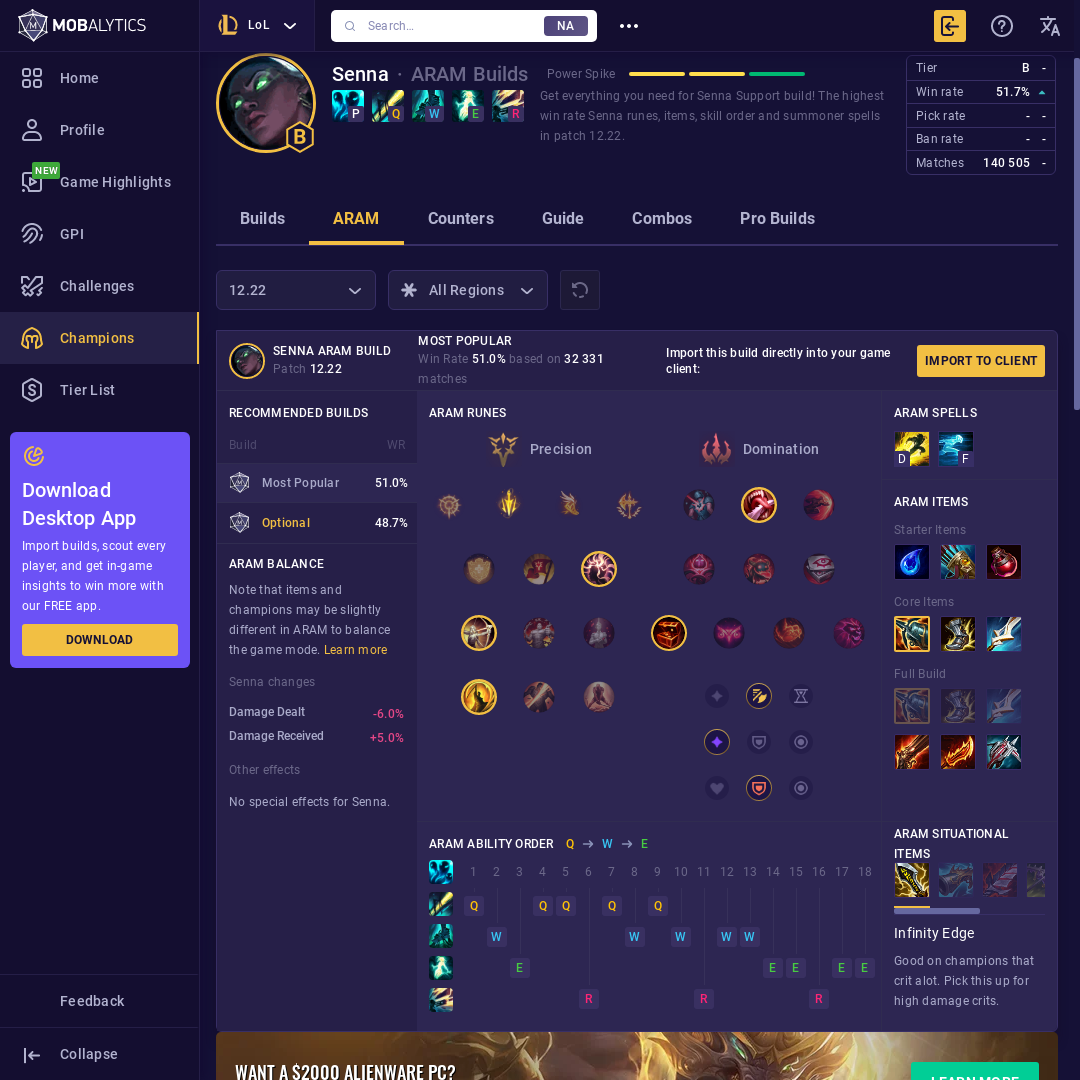 MOBALYTICS
LoL
Search...
NA
Home
Profile
NEW
Game Highlights
GPI
Challenges
Champions
Tier List
Download
Desktop App
Import builds, scout every
player, and get in-game
insights to win more with
our FREE app.
DOWNLOAD
Feedback
Collapse
B
Senna · ARAM Builds
P
Q
W
E
R
Power Spike
Get everything you need for Senna Support build! The highest
win rate Senna runes, items, skill order and summoner spells
in patch 12.22.
Tier B -
Win rate 51.7%
Pick rate - -
Ban rate - -
Matches 140 505 -
Builds
ARAM
Counters
Guide
Combos
Pro Builds
12.22
All Regions
SENNA ARAM BUILD
Patch 12.22
MOST POPULAR
Win Rate 51.0% based on 32 331
matches
Import this build directly into your game
client:
IMPORT TO CLIENT
RECOMMENDED BUILDS
Build WR
Most Popular 51.0%
Optional 48.7%
ARAM BALANCE
Note that items and
champions may be slightly
different in ARAM to balance
the game mode. Learn more
Senna changes
Damage Dealt -6.0%
Damage Received +5.0%
Other effects
No special effects for Senna.
ARAM RUNES
Precision
Domination
ARAM SPELLS
D
F
ARAM ITEMS
Starter Items
Core Items
Full Build
ARAM ABILITY ORDER Q W E
1 2 3 4 5 6 7 8 9 10 11 12 13 14 15 16 17 18
Q Q Q Q Q
W W W W W
E E E E E
R R R
ARAM SITUATIONAL
ITEMS
Infinity Edge
Good on champions that
crit alot. Pick this up for
high damage crits.
WANT A $2000 ALIENWARE PC?
LEARN MORE